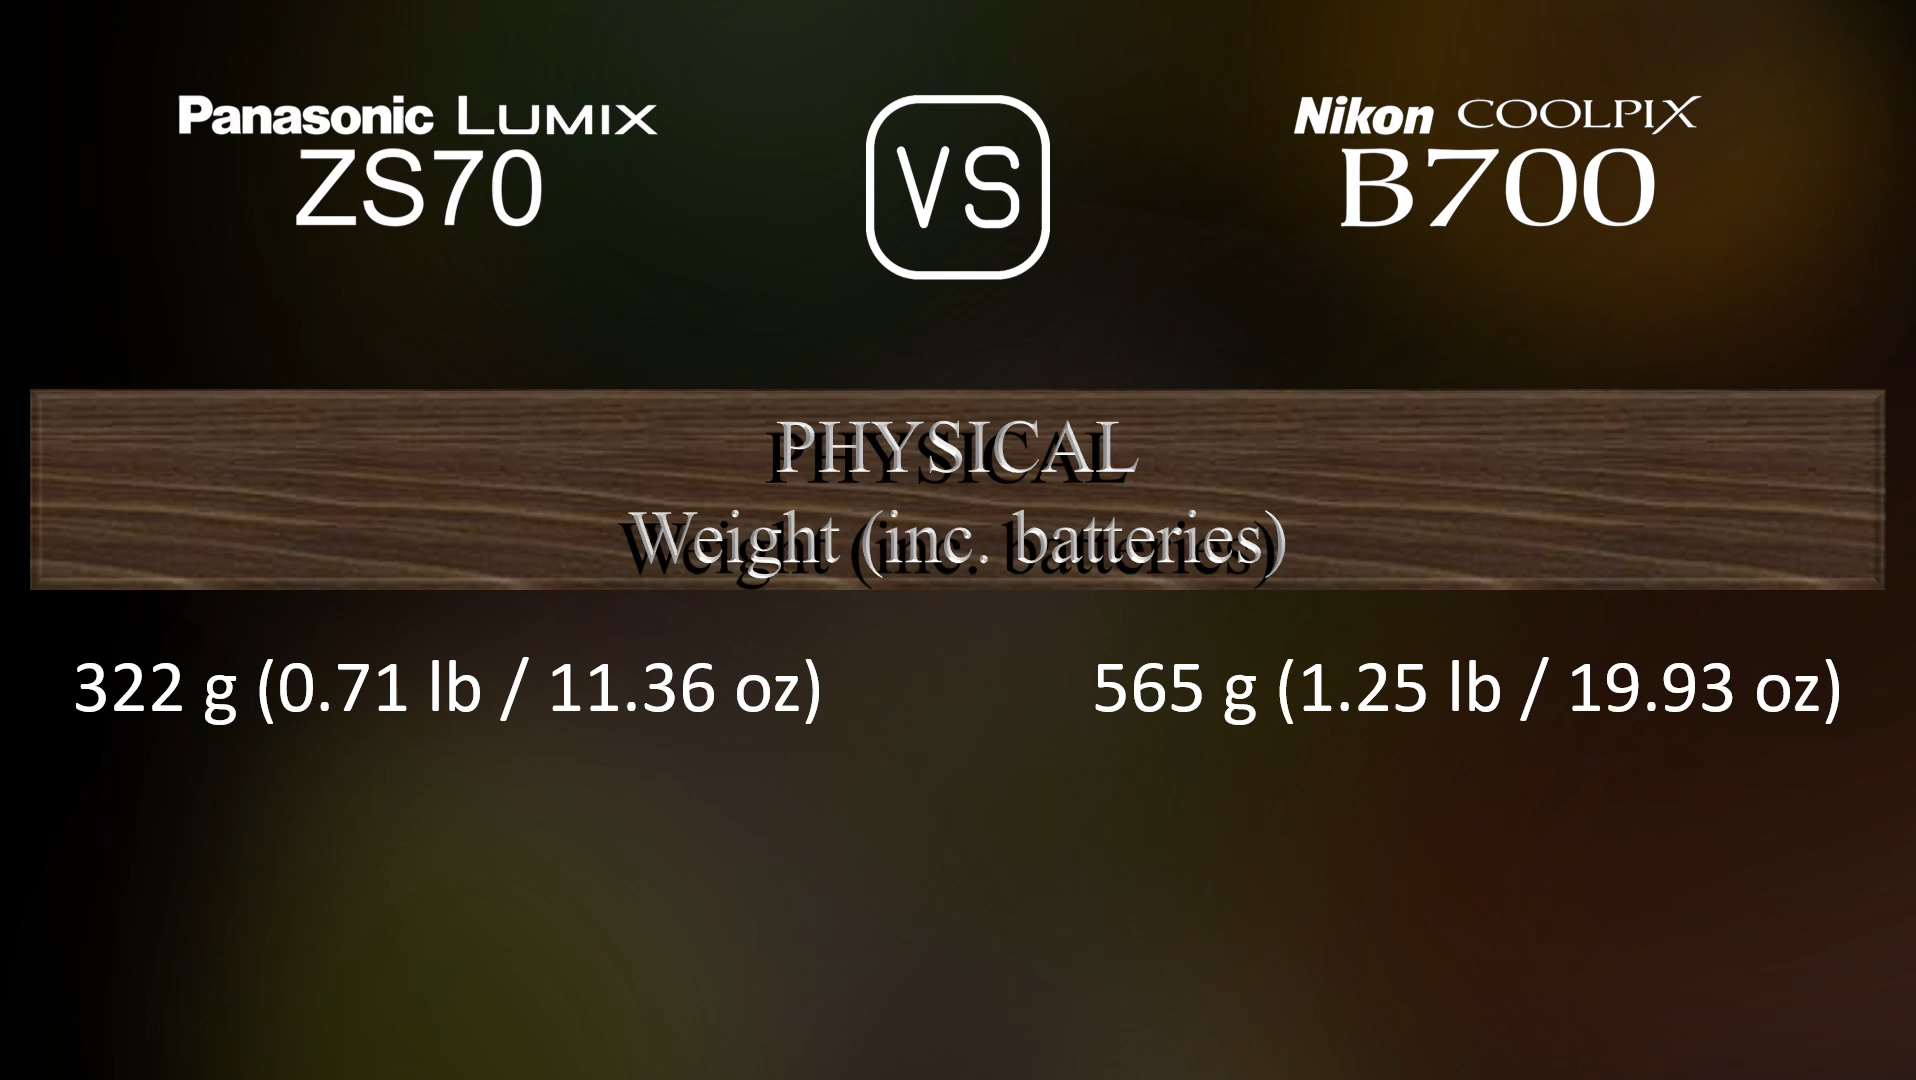 Panasonic LUMIX
ZS70
VS
Nikon COOLPIX
B700
PHYSICAL
Weight (inc. batteries)
322 g (0.71 lb / 11.36 oz)
565 g (1.25 lb / 19.93 oz)